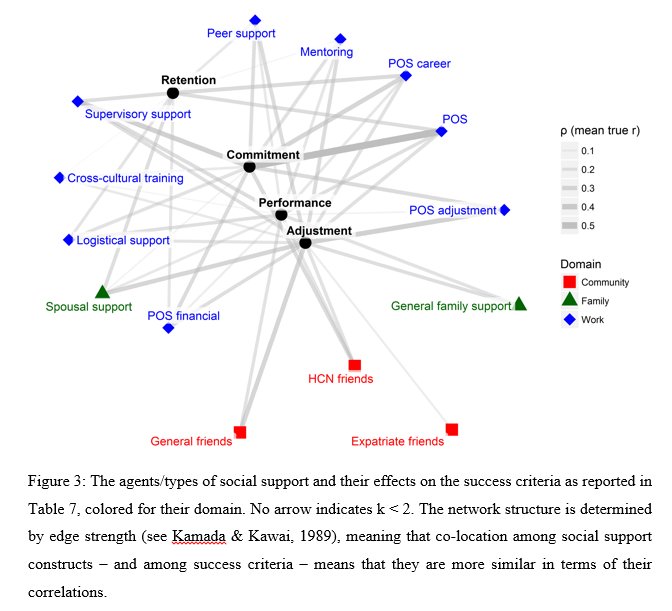 Peer support
Mentoring
POS career
Retention
Supervisory support
POS
ρ (mean true r)
0.1
0.2
0.3
0.4
0.5
Commitment
Cross-cultural training
Performance
POS adjustment
Adjustment
Logistical support
Domain
Community
Family
Work
Spousal support
POS financial
General family support
HCN friends
General friends
Expatriate friends
Figure 3: The agents/types of social support and their effects on the success criteria as reported in
Table 7, colored for their domain. No arrow indicates k < 2. The network structure is determined
by edge strength (see Kamada & Kawai, 1989), meaning that co-location among social support
constructs – and among success criteria – means that they are more similar in terms of their
correlations.